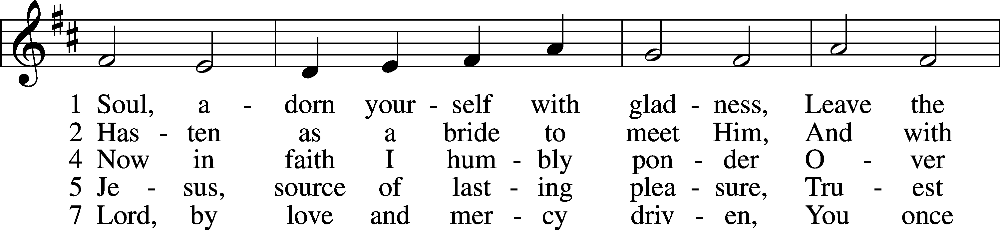 1 Soul, a - dorn your - self with glad - ness, Leave the
2 Has - ten as a bride to meet Him, And with
4 Now in faith I hum - bly pon - der O - ver
5 Je - sus, source of last - ing plea - sure, Tru - est
7 Lord, by love and mer - cy driv - en, You once